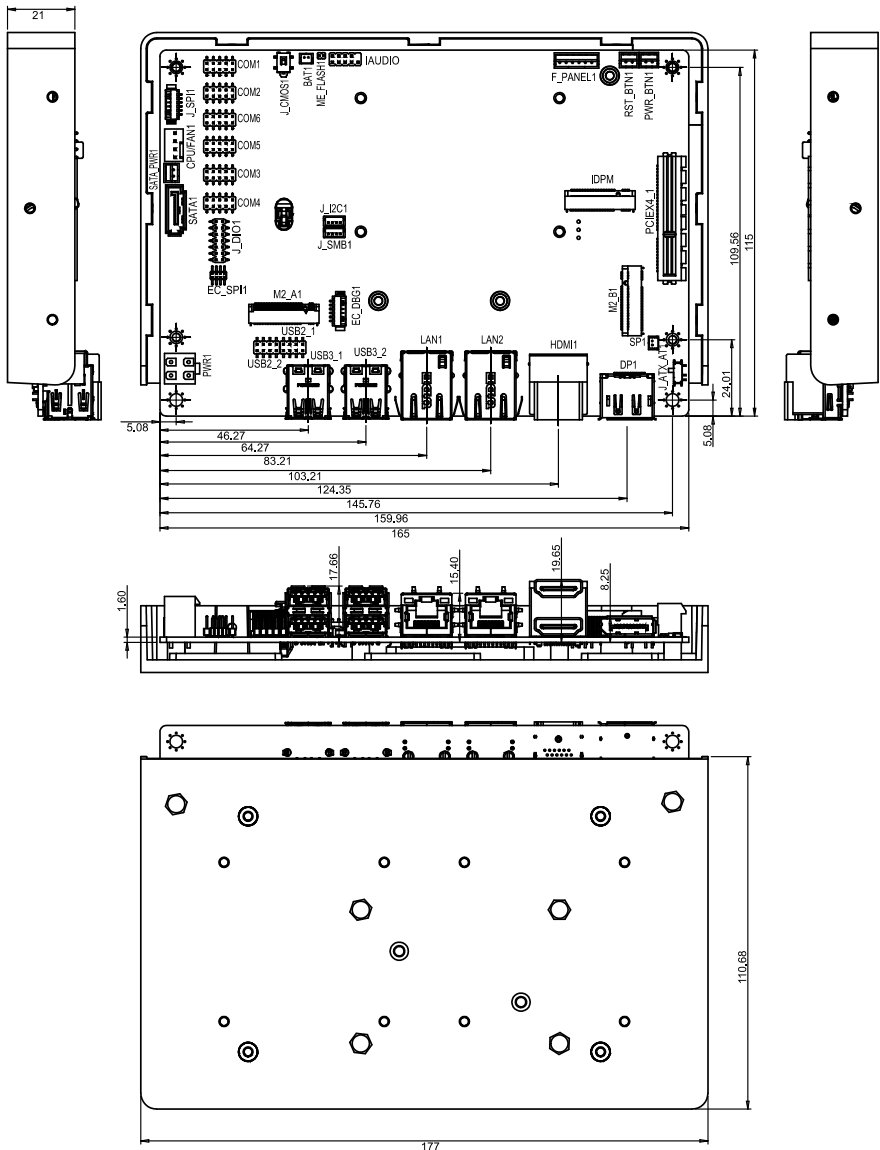 21
COM1
COM2
COM6
COM5
COM3
COM4
J_SPI1
CPU/FAN1
SATA_PWR1
SATA1
J_DIO1
EC_SPI1
J_CMOS1
BAT1
ME_FLASH1
IAUDIO
F_PANEL1
RST_BTN1
PWR_BTN1
IDPM
PCIEX4_1
J_I2C1
J_SMB1
M2_A1
EC_DBG1
M2_B1
SP1
J_ATX_AT1
USB2_1
USB2_2
PWR1
USB3_1
USB3_2
LAN1
LAN2
HDMI1
DP1
109.56
115
24.01
5.08
5.08
46.27
64.27
83.21
103.21
124.35
145.76
159.96
165
1.60
17.66
15.40
19.65
8.25
110.68
177